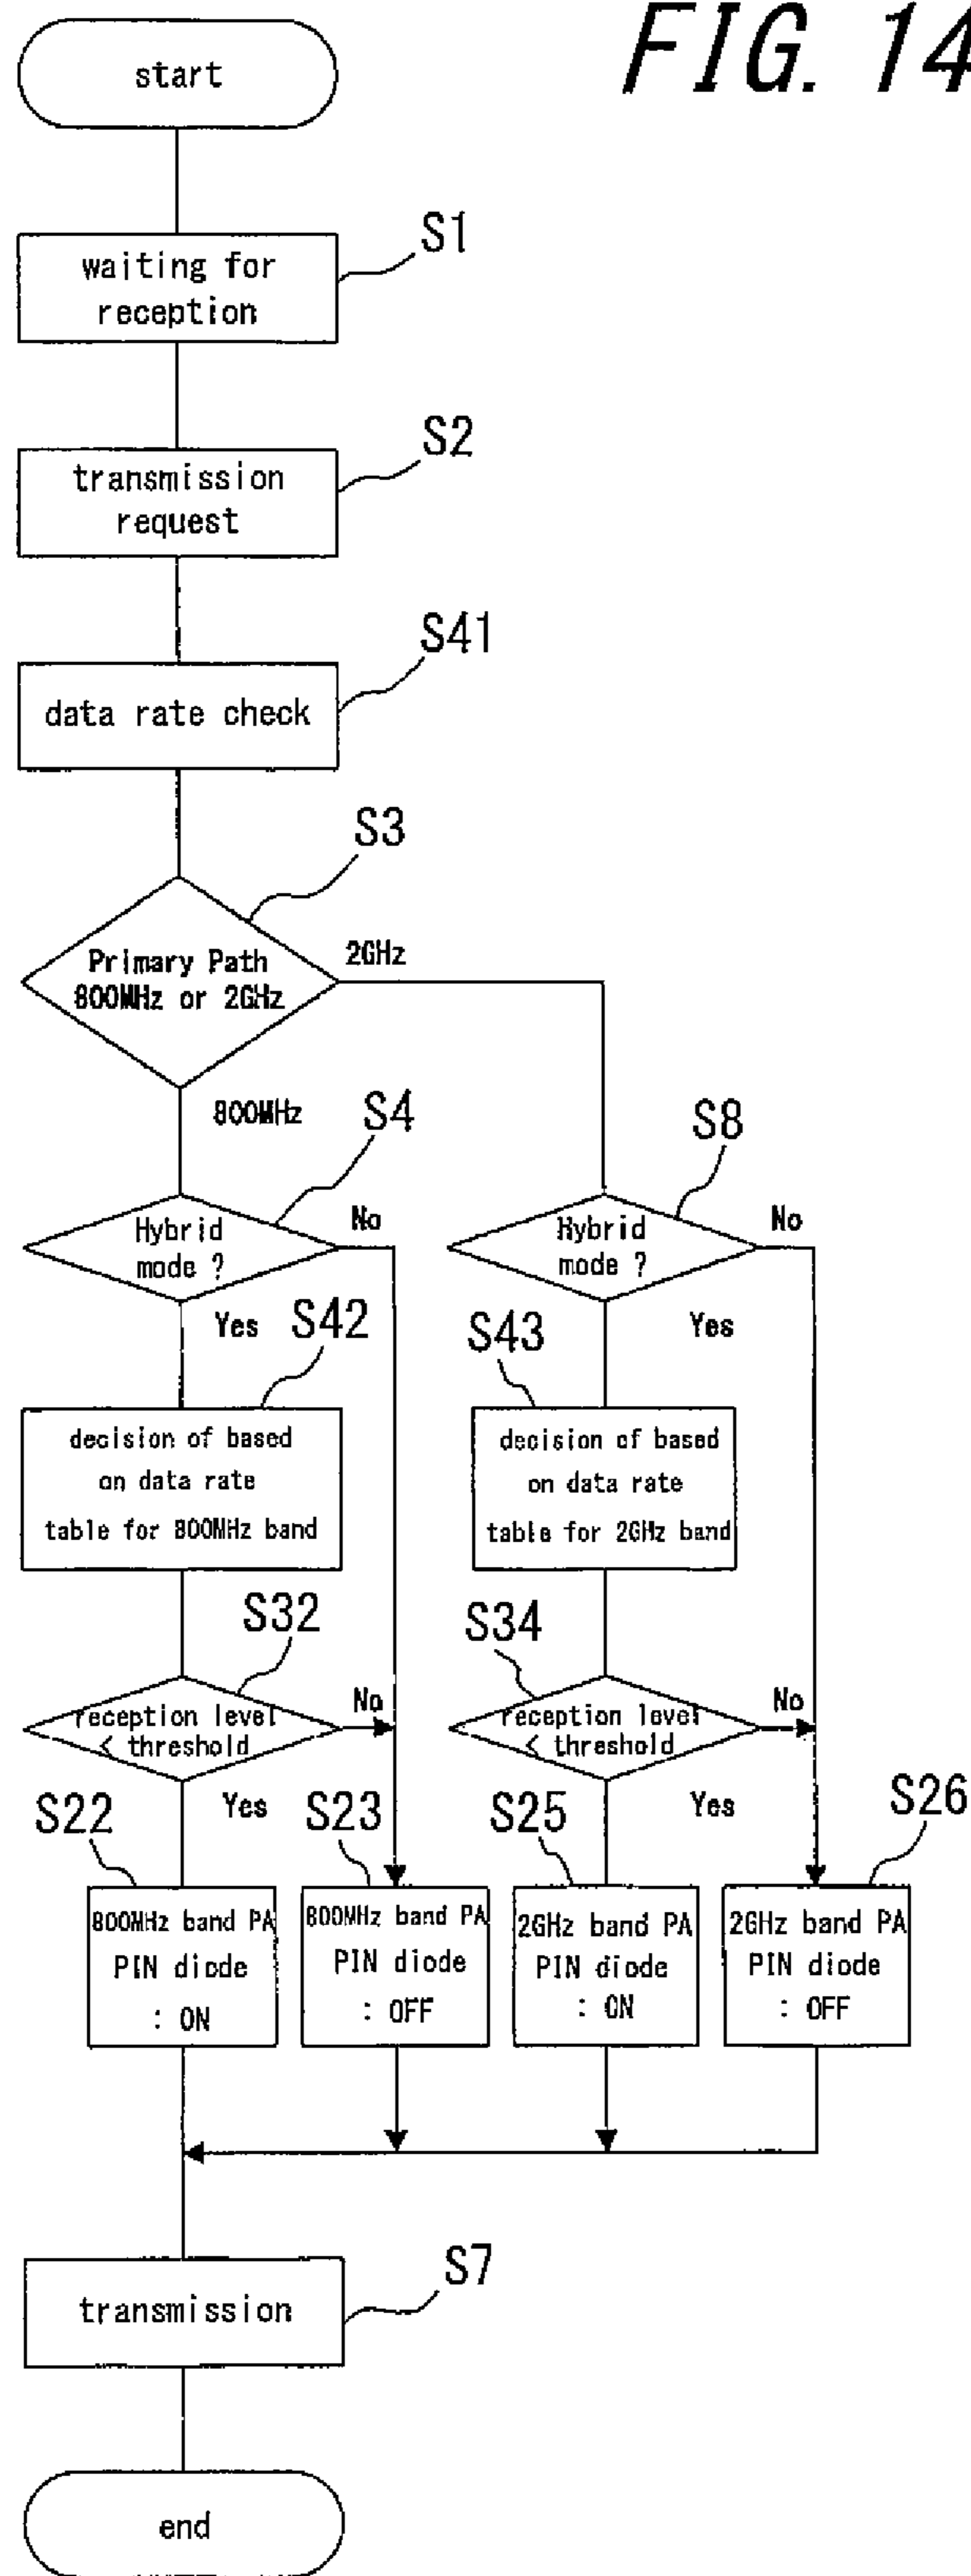 FIG. 14
start
S1
waiting for
reception
S2
transmission
request
S41
data rate check
S3
Primary Path
800MHz or 2GHz
2GHz
800MHz
S4
Hybrid
mode ?
No
Yes
S8
Hybrid
mode ?
No
Yes
S42
decision of based
on data rate
table for 800MHz band
S43
decision of based
on data rate
table for 2GHz band
S32
reception level
< threshold
No
Yes
S34
reception level
< threshold
No
Yes
S22
800MHz band PA
PIN diode
: ON
S23
800MHz band PA
PIN diode
: OFF
S25
2GHz band PA
PIN diode
: ON
S26
2GHz band PA
PIN diode
: OFF
S7
transmission
end